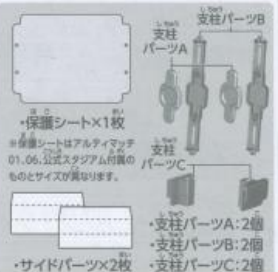 支柱パーツB
支柱
パーツA
・保護シート×1枚
※保護シートはアルティマッチ
01.06.公式スタジアム付属の
ものとサイズが異なります。
支柱
パーツC
・サイドパーツ×2枚
・支柱パーツA:2個
・支柱パーツB:2個
・支柱パーツC:2個